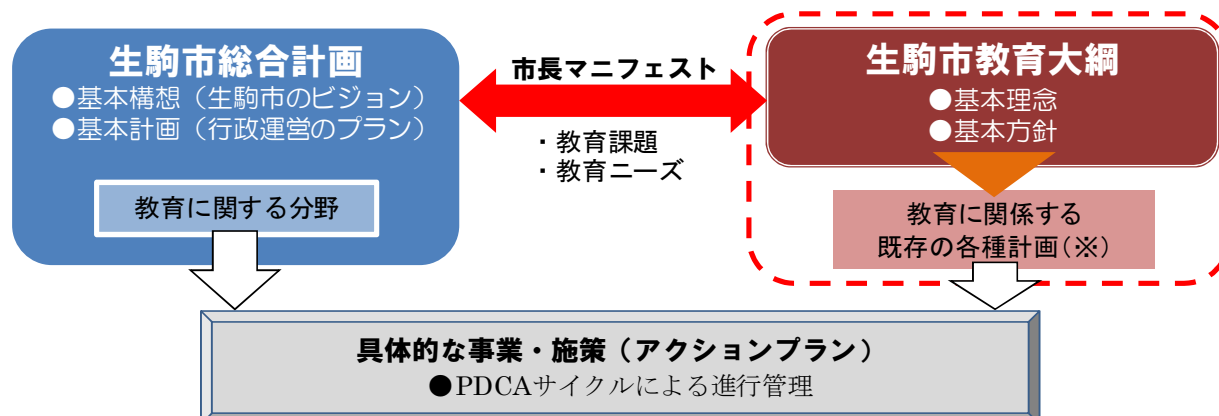 生駒市総合計画
●基本構想(生駒市のビジョン)
●基本計画(行政運営のプラン)
教育に関する分野
市長マニフェスト
・教育課題
・教育ニーズ
生駒市教育大綱
●基本理念
●基本方針
教育に関係する
既存の各種計画(※)
具体的な事業・施策(アクションプラン)
●PDCAサイクルによる進行管理